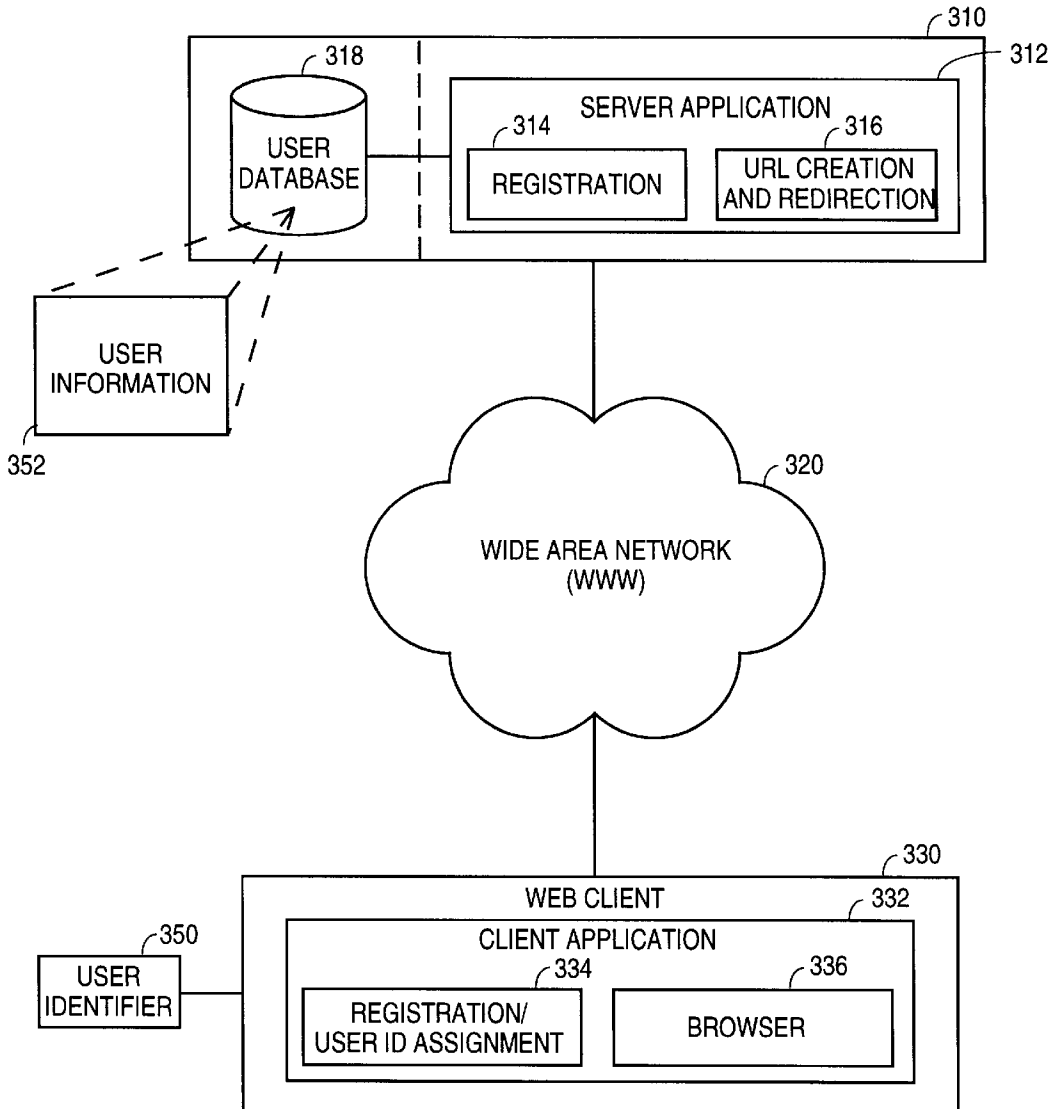 310
318
312
SERVER APPLICATION
314
316
USER
DATABASE
REGISTRATION
URL CREATION
AND REDIRECTION
USER
INFORMATION
352
320
WIDE AREA NETWORK
(WWW)
330
WEB CLIENT
332
CLIENT APPLICATION
350
334
336
USER
IDENTIFIER
REGISTRATION/
USER ID ASSIGNMENT
BROWSER